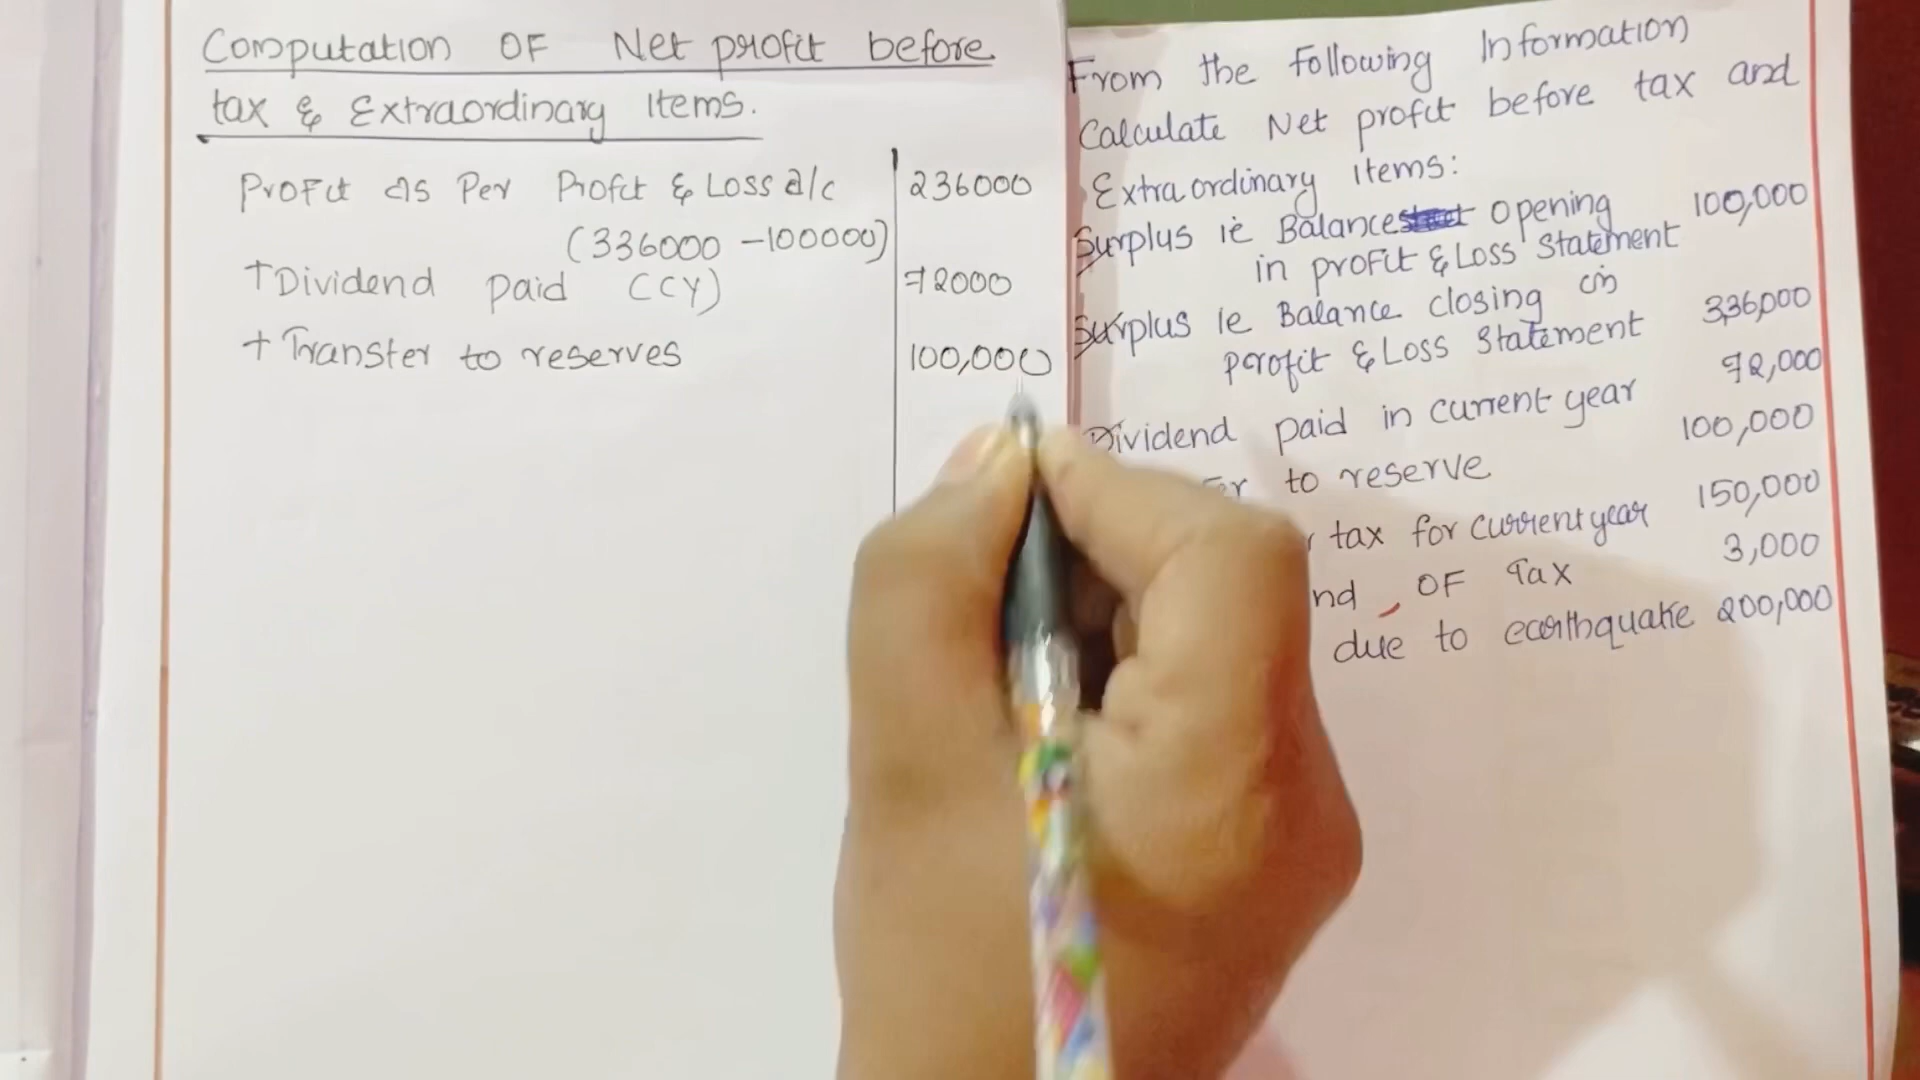 Computation OF Net profit before
tax & Extraordinary Items.
Profit as Per Profit & Loss a/c 236000
(336000 - 100000)
+Dividend paid (CY) 72000
+ Transfer to reserves 100,000
From the following Information
Calculate Net profit before tax and
Extraordinary items:
Surplus ie Balance opening 100,000
in profit & Loss Statement
Surplus ie Balance closing in
profit & Loss Statement 336,000
Dividend paid in current year 72,000
to reserve 100,000
tax for current year 150,000
OF Tax 3,000
due to earthquake 200,000